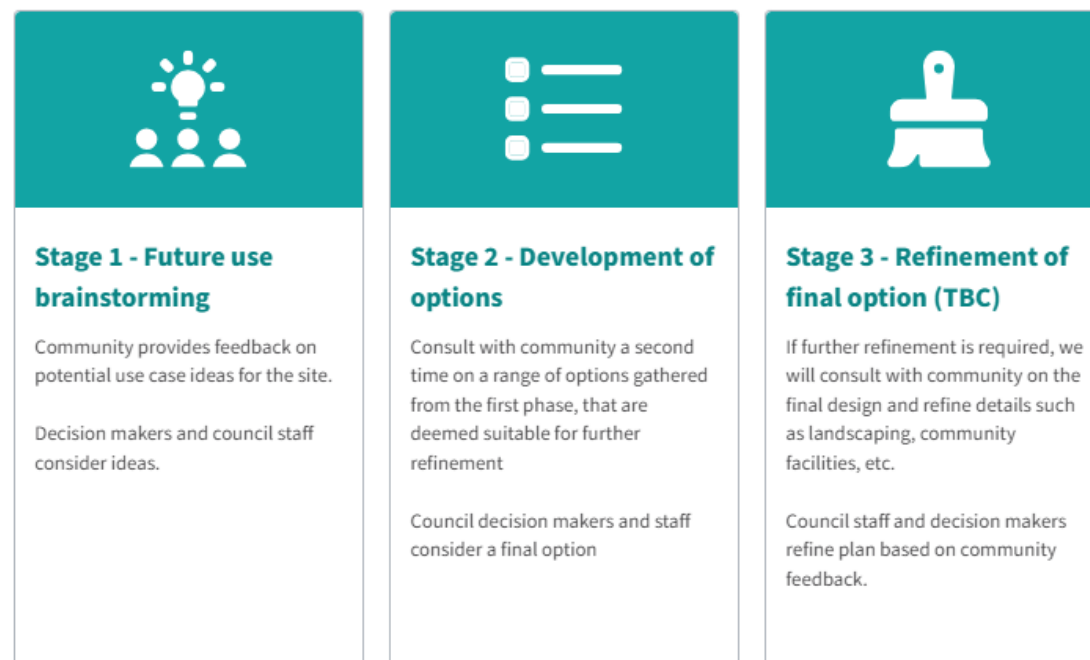 Stage 1 - Future use
brainstorming
Community provides feedback on
potential use case ideas for the site.
Decision makers and council staff
consider ideas.
Stage 2 - Development of
options
Consult with community a second
time on a range of options gathered
from the first phase, that are
deemed suitable for further
refinement
Council decision makers and staff
consider a final option
Stage 3 - Refinement of
final option (TBC)
If further refinement is required, we
will consult with community on the
final design and refine details such
as landscaping, community
facilities, etc.
Council staff and decision makers
refine plan based on community
feedback.